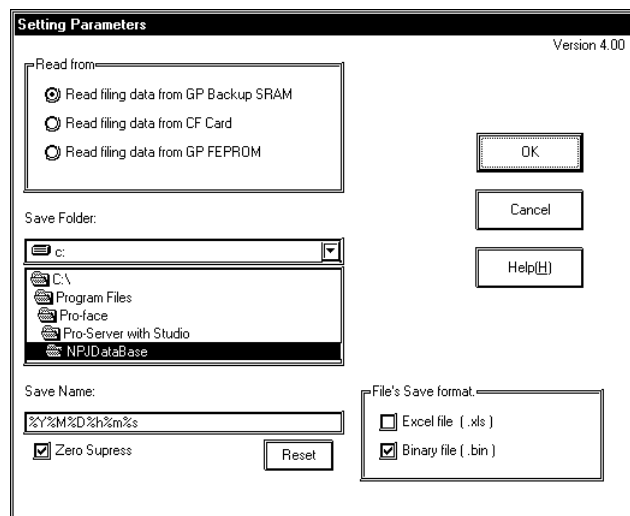 Setting Parameters
Version 4.00
Read from
Read filing data from GP Backup SRAM
Read filing data from CF Card
Read filing data from GP FEPROM
OK
Cancel
Help(H)
Save Folder:
c:
C:\
Program Files
Pro-face
Pro-Server with Studio
NPJDataBase
Save Name:
%Y%M%D%h%m%s
Zero Supress
Reset
File's Save format.
Excel file ( .xls )
Binary file ( .bin )